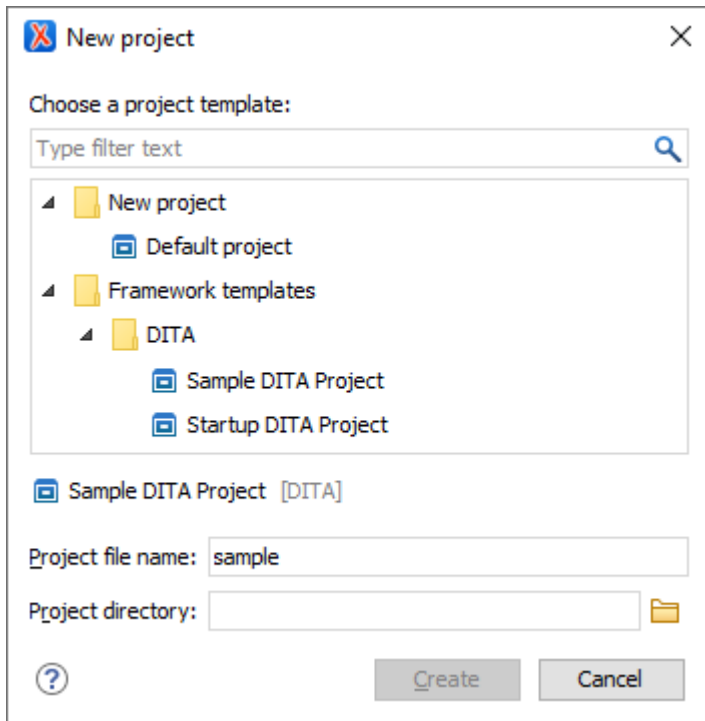 New project
Choose a project template:
Type filter text
New project
Default project
Framework templates
DITA
Sample DITA Project
Startup DITA Project
Sample DITA Project [DITA]
Project file name: sample
Project directory:
? Create Cancel